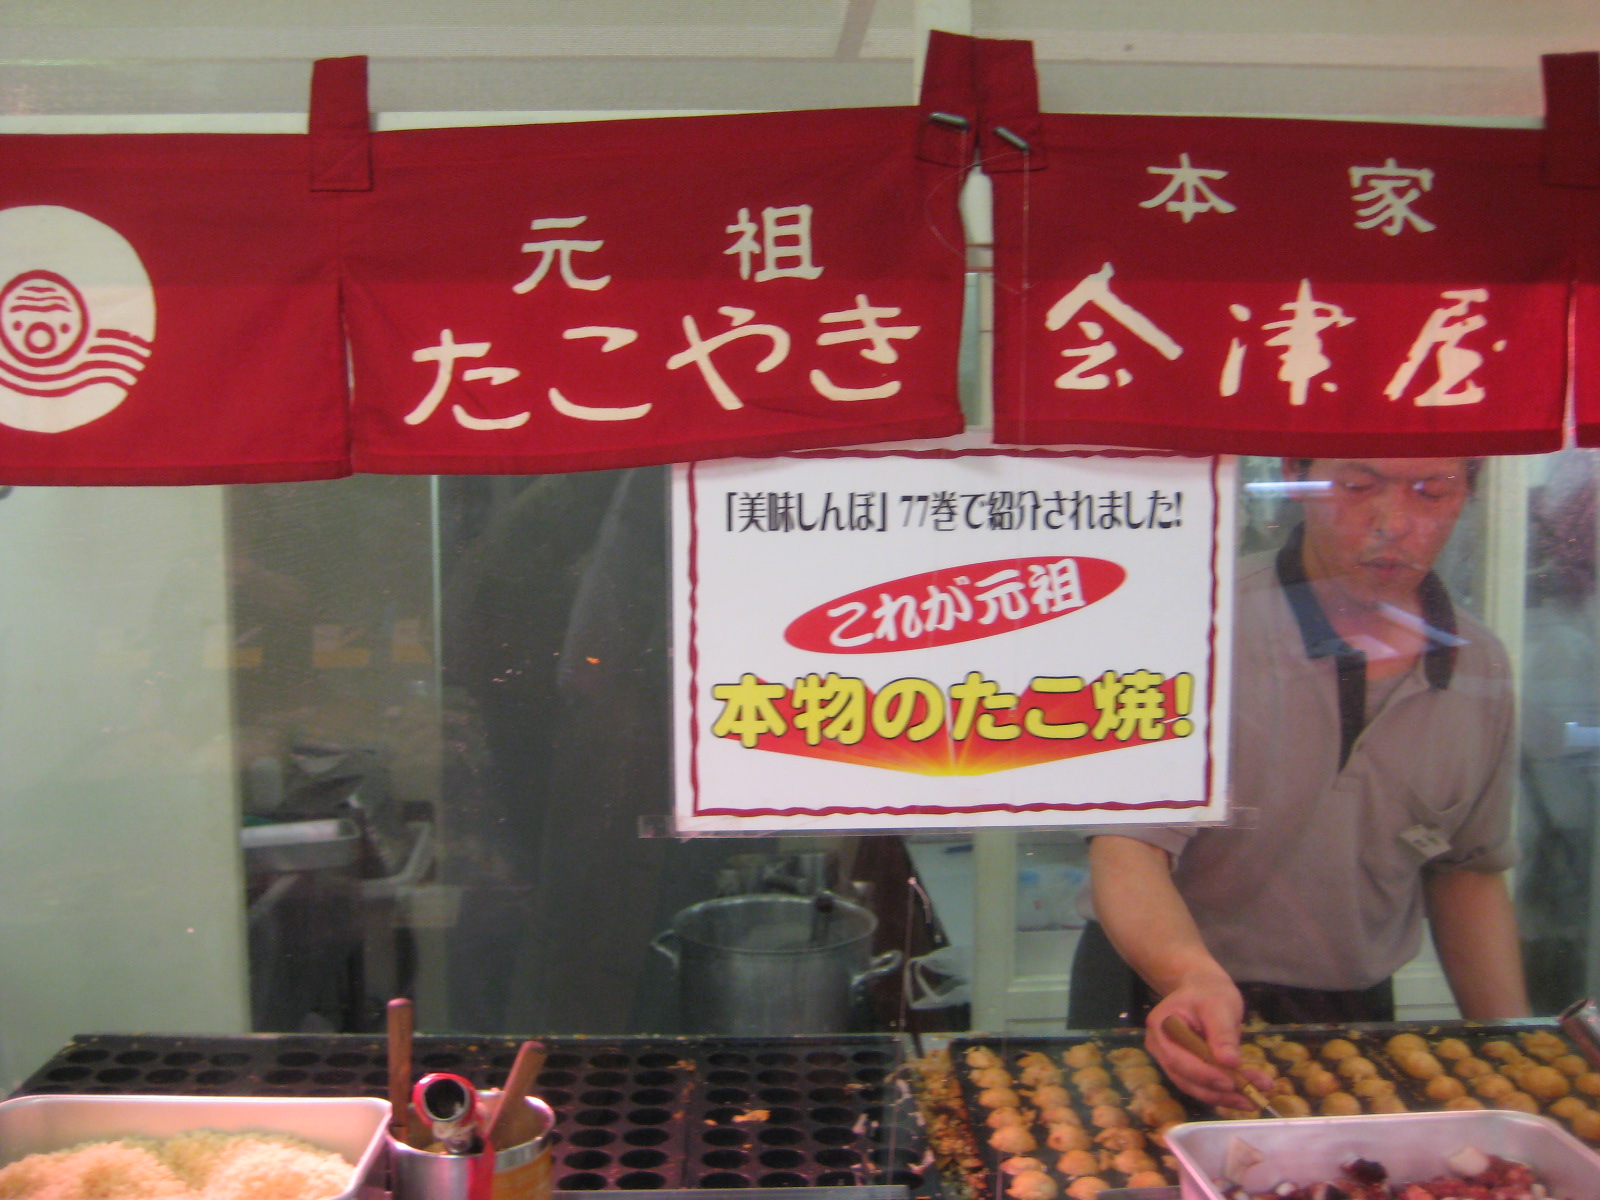 元祖
たこやき
本家
会津屋
「美味しんぼ」77巻で紹介されました!
これが元祖
本物のたこ焼!